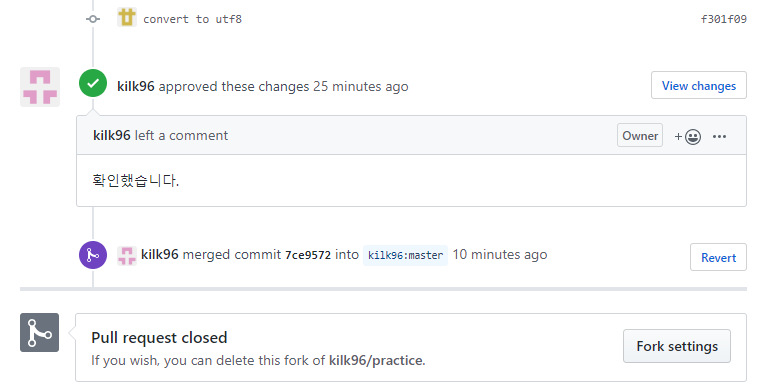 convert to utf8 f301f09
kilk96 approved these changes 25 minutes ago View changes
kilk96 left a comment Owner
확인했습니다.
kilk96 merged commit 7ce9572 into kilk96:master 10 minutes ago Revert
Pull request closed
If you wish, you can delete this fork of kilk96/practice. Fork settings